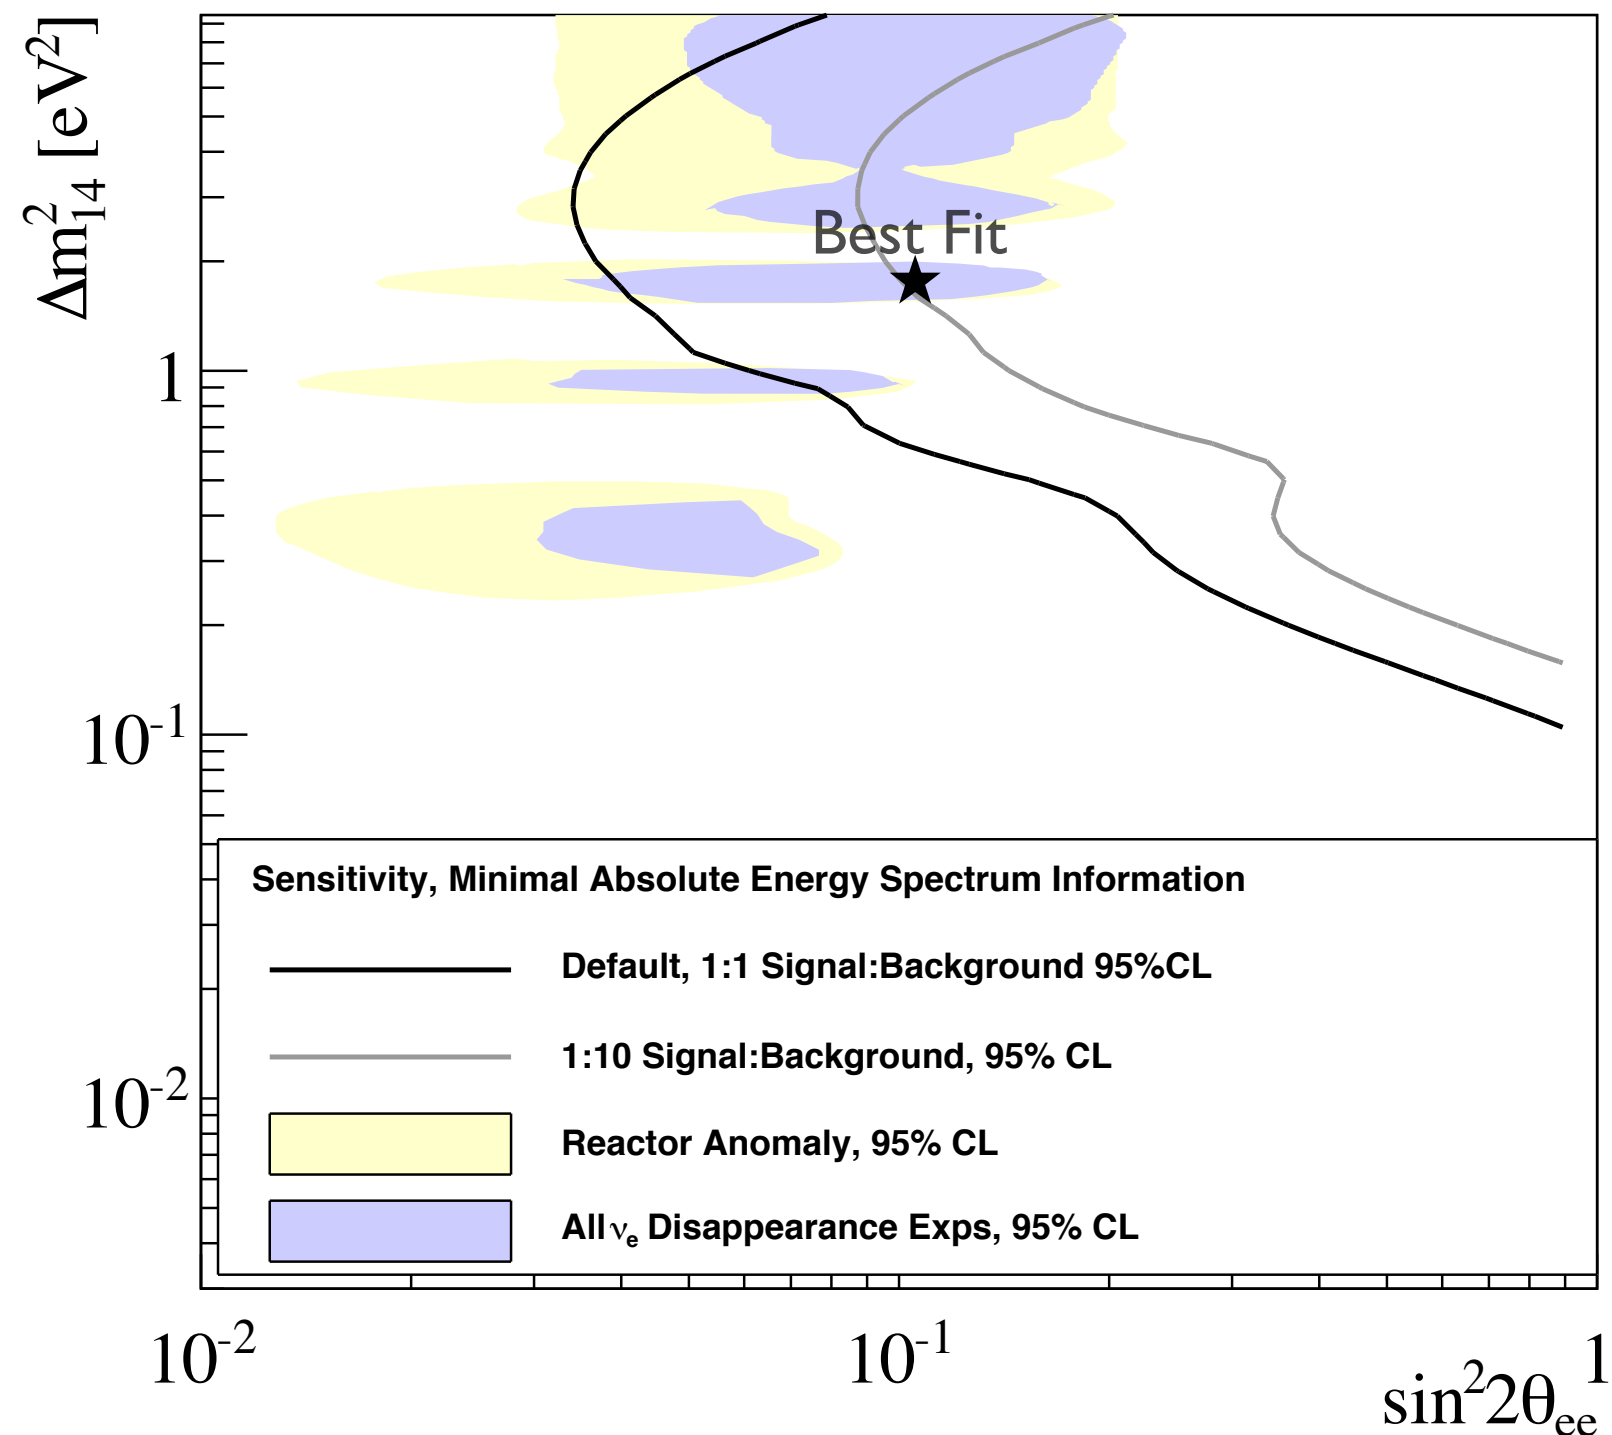 Δm²₁₄ [eV²]
Best Fit
1
10⁻¹
10⁻²
Sensitivity, Minimal Absolute Energy Spectrum Information
Default, 1:1 Signal:Background 95%CL
1:10 Signal:Background, 95% CL
Reactor Anomaly, 95% CL
All νₑ Disappearance Exps, 95% CL
10⁻² 10⁻¹ 1
sin²2θₑₑ